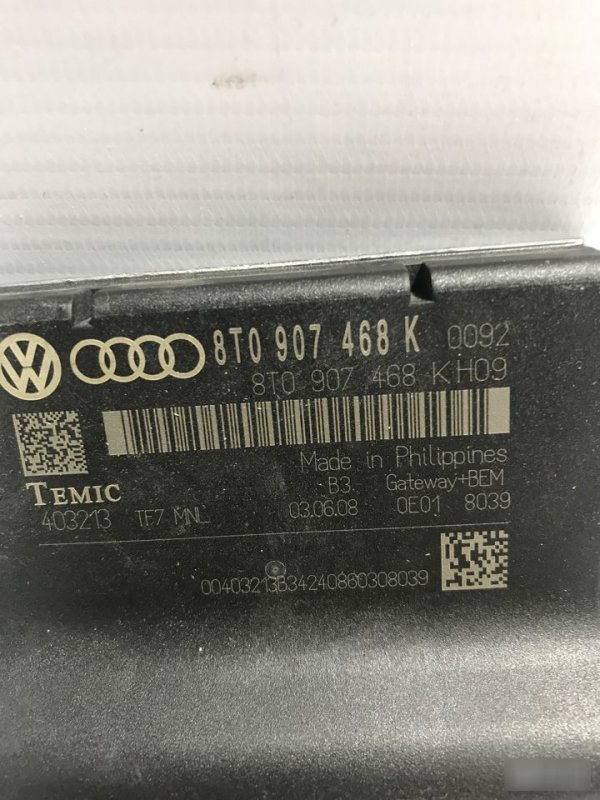 8T0 907 468 K 0092
8T0 907 468 K H09
Made in Philippines
TEMIC B3 Gateway+BEM
403213 TF7 MNL 03.06.08 0E01 8039
00403213B34240860308039